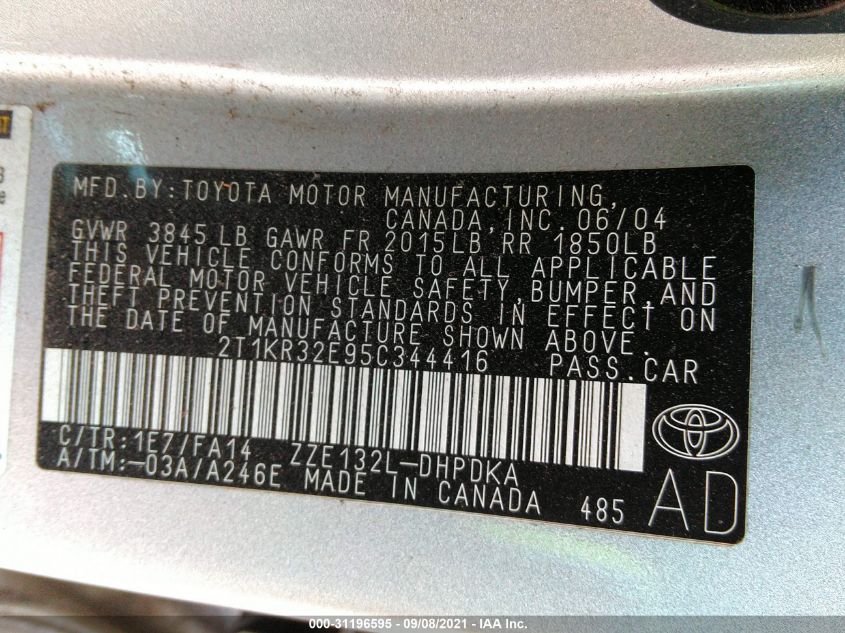 MFD.BY:TOYOTA MOTOR MANUFACTURING,
CANADA,INC. 06/04
GVWR 3845LB GAWR FR 2015LB RR 1850LB
THIS VEHICLE CONFORMS TO ALL APPLICABLE
FEDERAL MOTOR VEHICLE SAFETY,BUMPER,AND
THEFT PREVENTION STANDARDS IN EFFECT ON
THE DATE OF MANUFACTURE SHOWN ABOVE.
2T1KR32E95C344416 PASS.CAR
C/TR:1E7/FA14 ZZE132L-DHPDKA
A/TM:-03A/A246E MADE IN CANADA 485 AD
000-31196595 - 09/08/2021 - IAA Inc.